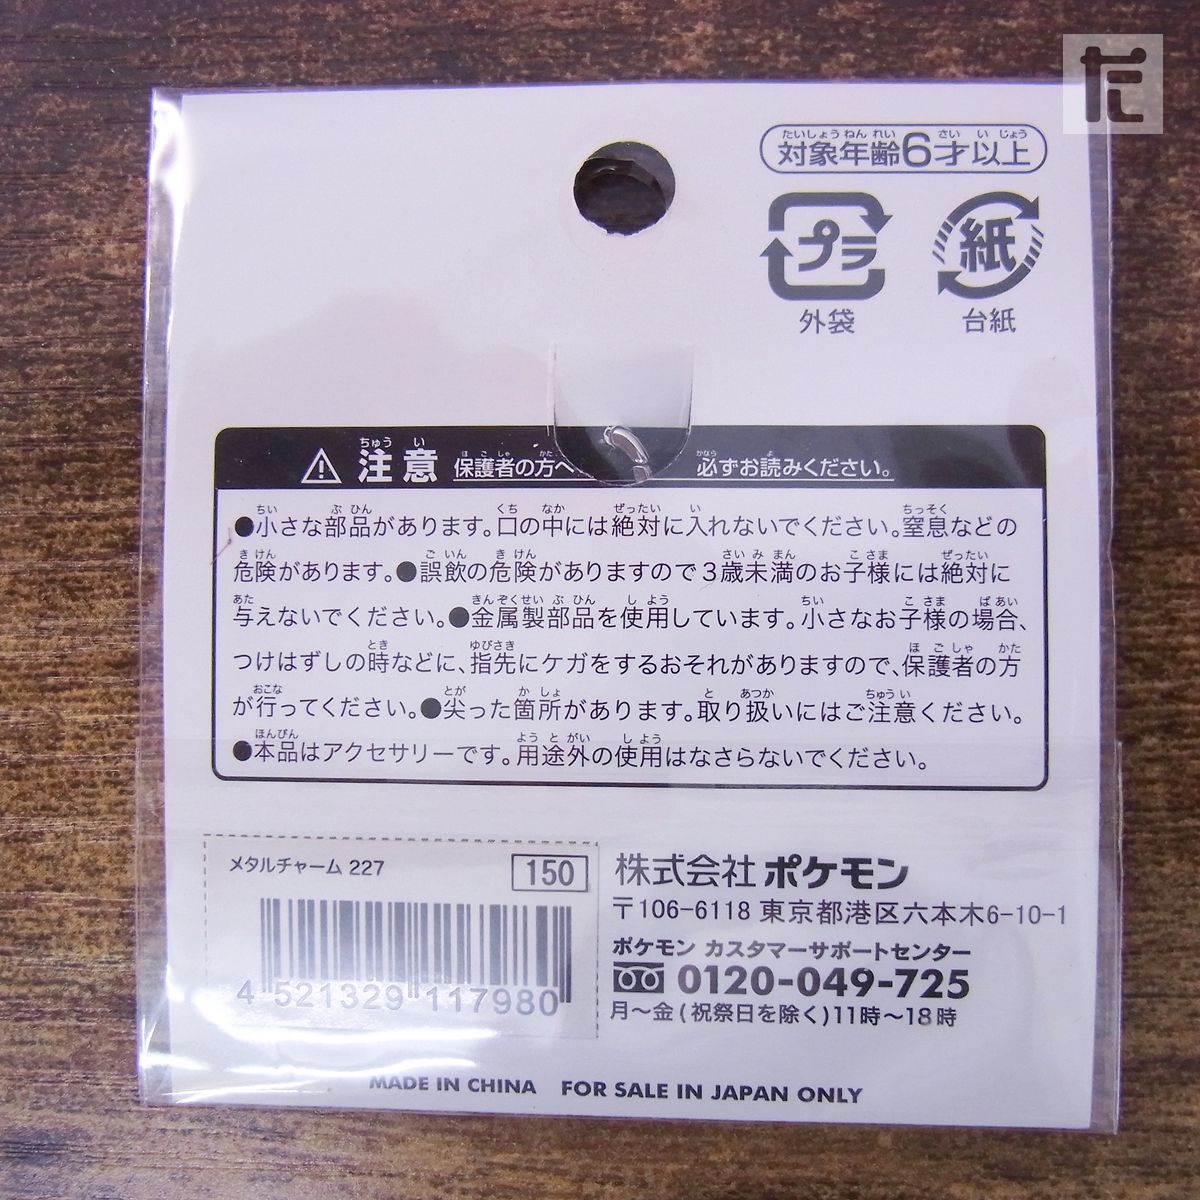 たし
対象年齢6才以上
プラ
紙
外袋
台紙
注意 保護者の方へ 必ずお読みください。
●小さな部品があります。口の中には絶対に入れないでください。窒息などの
危険があります。●誤飲の危険がありますので3歳未満のお子様には絶対に
与えないでください。●金属製部品を使用しています。小さなお子様の場合、
つけはずしの時などに、指先にケガをするおそれがありますので、保護者の方
が行ってください。●尖った箇所があります。取り扱いにはご注意ください。
●本品はアクセサリーです。用途外の使用はなさらないでください。
メタルチャーム 227
150
4 521329 117980
株式会社 ポケモン
〒106-6118 東京都港区六本木6-10-1
ポケモン カスタマーサポートセンター
0120-049-725
月～金(祝祭日を除く)11時～18時
MADE IN CHINA FOR SALE IN JAPAN ONLY